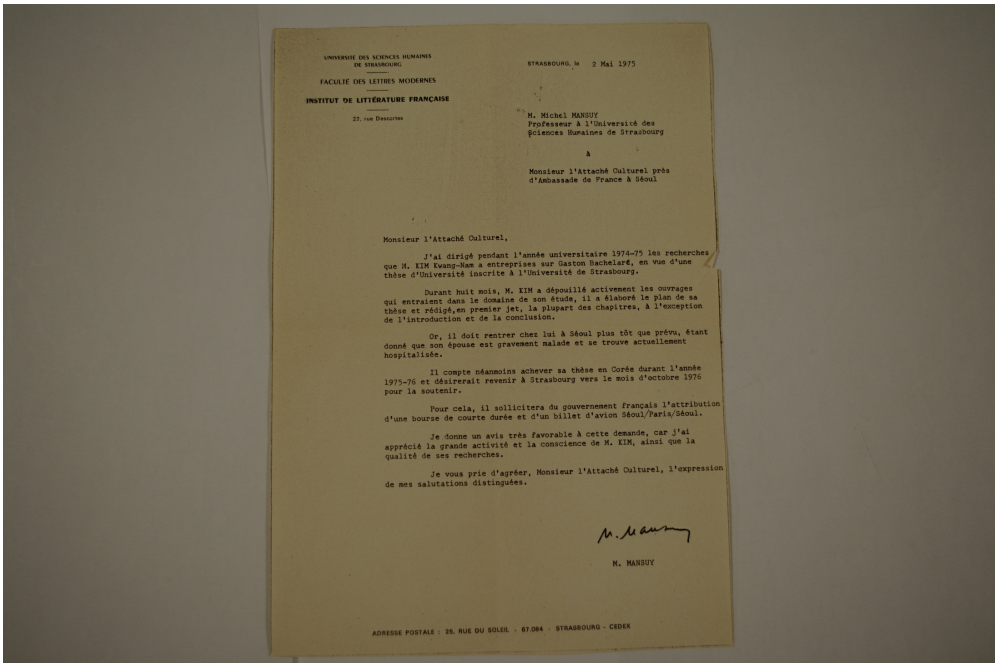 UNIVERSITÉ DES SCIENCES HUMAINES
DE STRASBOURG
FACULTÉ DES LETTRES MODERNES
INSTITUT DE LITTÉRATURE FRANÇAISE
22, rue Descartes
STRASBOURG, le 2 Mai 1975
M. Michel MANSUY
Professeur à l'Université des
Sciences Humaines de Strasbourg
à
Monsieur l'Attaché Culturel près
d'Ambassade de France à Séoul
Monsieur l'Attaché Culturel,
J'ai dirigé pendant l'année universitaire 1974-75 les recherches
que M. KIM Kwang-Nam a entreprises sur Gaston Bachelard, en vue d'une
thèse d'Université inscrite à l'Université de Strasbourg.
Durant huit mois, M. KIM a dépouillé activement les ouvrages
qui entraient dans le domaine de son étude, il a élaboré le plan de sa
thèse et rédigé,en premier jet, la plupart des chapitres, à l'exception
de l'introduction et de la conclusion.
Or, il doit rentrer chez lui à Séoul plus tôt que prévu, étant
donné que son épouse est gravement malade et se trouve actuellement
hospitalisée.
Il compte néanmoins achever sa thèse en Corée durant l'année
1975-76 et désirerait revenir à Strasbourg vers le mois d'octobre 1976
pour la soutenir.
Pour cela, il sollicitera du gouvernement français l'attribution
d'une bourse de courte durée et d'un billet d'avion Séoul/Paris/Séoul.
Je donne un avis très favorable à cette demande, car j'ai
apprécié la grande activité et la conscience de M. KIM, ainsi que la
qualité de ses recherches.
Je vous prie d'agréer, Monsieur l'Attaché Culturel, l'expression
de mes salutations distinguées.
M. Mansuy
M. MANSUY
ADRESSE POSTALE : 25, RUE DU SOLEIL - 67.084 - STRASBOURG - CEDEX